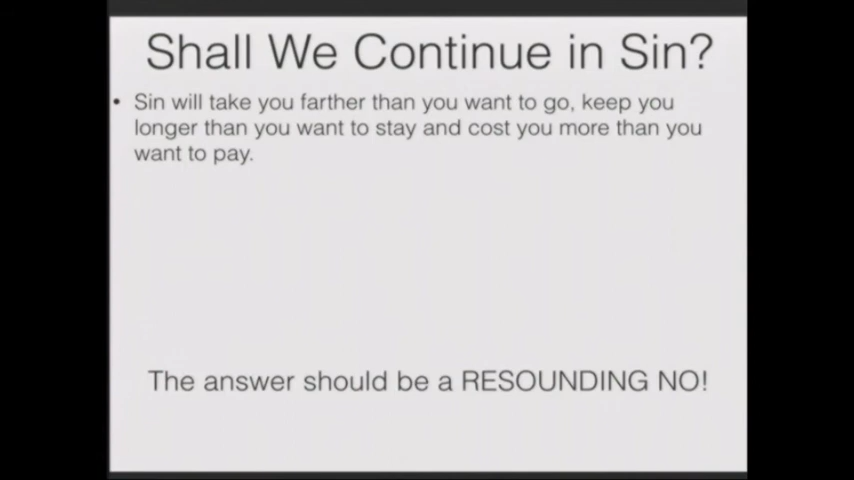 Shall We Continue in Sin?
• Sin will take you farther than you want to go, keep you
longer than you want to stay and cost you more than you
want to pay.
The answer should be a RESOUNDING NO!